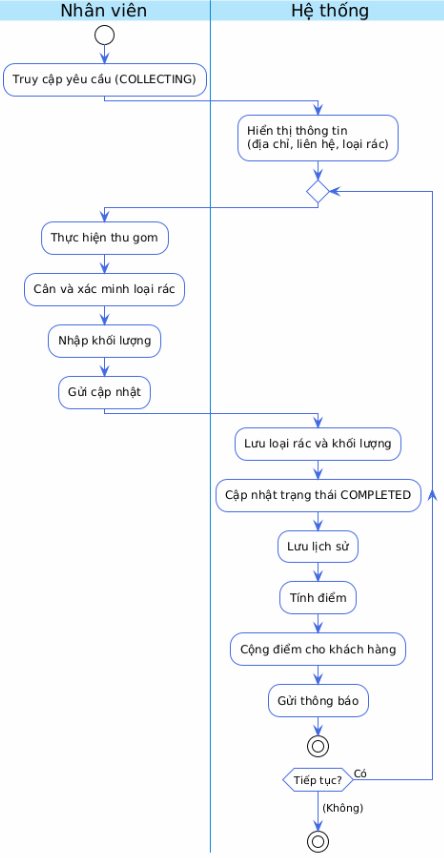 Nhân viên
Hệ thống
Truy cập yêu cầu (COLLECTING)
Hiển thị thông tin
(địa chỉ, liên hệ, loại rác)
Thực hiện thu gom
Cân và xác minh loại rác
Nhập khối lượng
Gửi cập nhật
Lưu loại rác và khối lượng
Cập nhật trạng thái COMPLETED
Lưu lịch sử
Tính điểm
Cộng điểm cho khách hàng
Gửi thông báo
Tiếp tục?
Có
(Không)